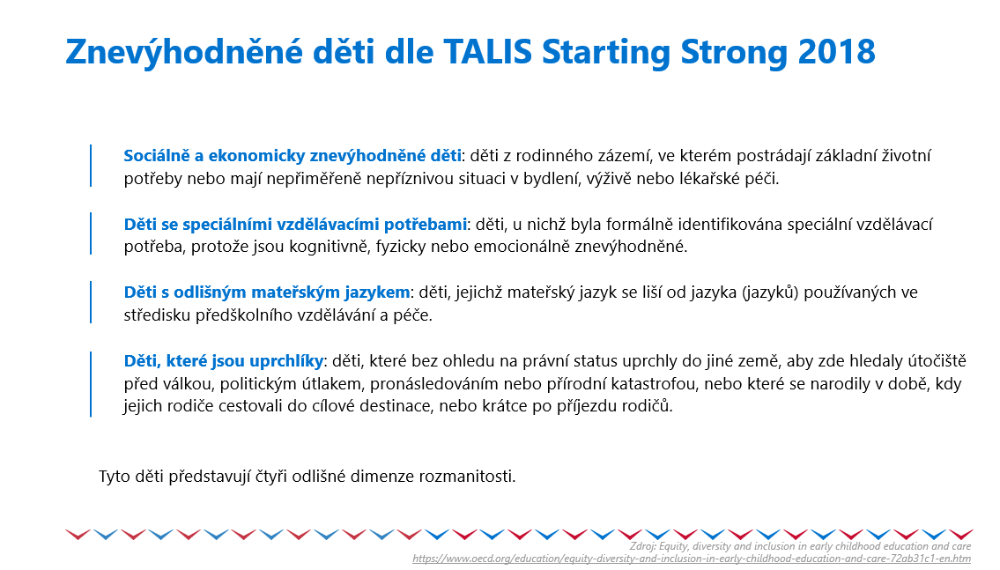 Znevýhodněné děti dle TALIS Starting Strong 2018
Sociálně a ekonomicky znevýhodněné děti: děti z rodinného zázemí, ve kterém postrádají základní životní
potřeby nebo mají nepřiměřeně nepříznivou situaci v bydlení, výživě nebo lékařské péči.
Děti se speciálními vzdělávacími potřebami: děti, u nichž byla formálně identifikována speciální vzdělávací
potřeba, protože jsou kognitivně, fyzicky nebo emocionálně znevýhodněné.
Děti s odlišným mateřským jazykem: děti, jejichž mateřský jazyk se liší od jazyka (jazyků) používaných ve
středisku předškolního vzdělávání a péče.
Děti, které jsou uprchlíky: děti, které bez ohledu na právní status uprchly do jiné země, aby zde hledaly útočiště
před válkou, politickým útlakem, pronásledováním nebo přírodní katastrofou, nebo které se narodily v době, kdy
jejich rodiče cestovali do cílové destinace, nebo krátce po příjezdu rodičů.
Tyto děti představují čtyři odlišné dimenze rozmanitosti.
Zdroj: Equity, diversity and inclusion in early childhood education and care
https://www.oecd.org/education/equity-diversity-and-inclusion-in-early-childhood-education-and-care-72ab31c1-en.htm